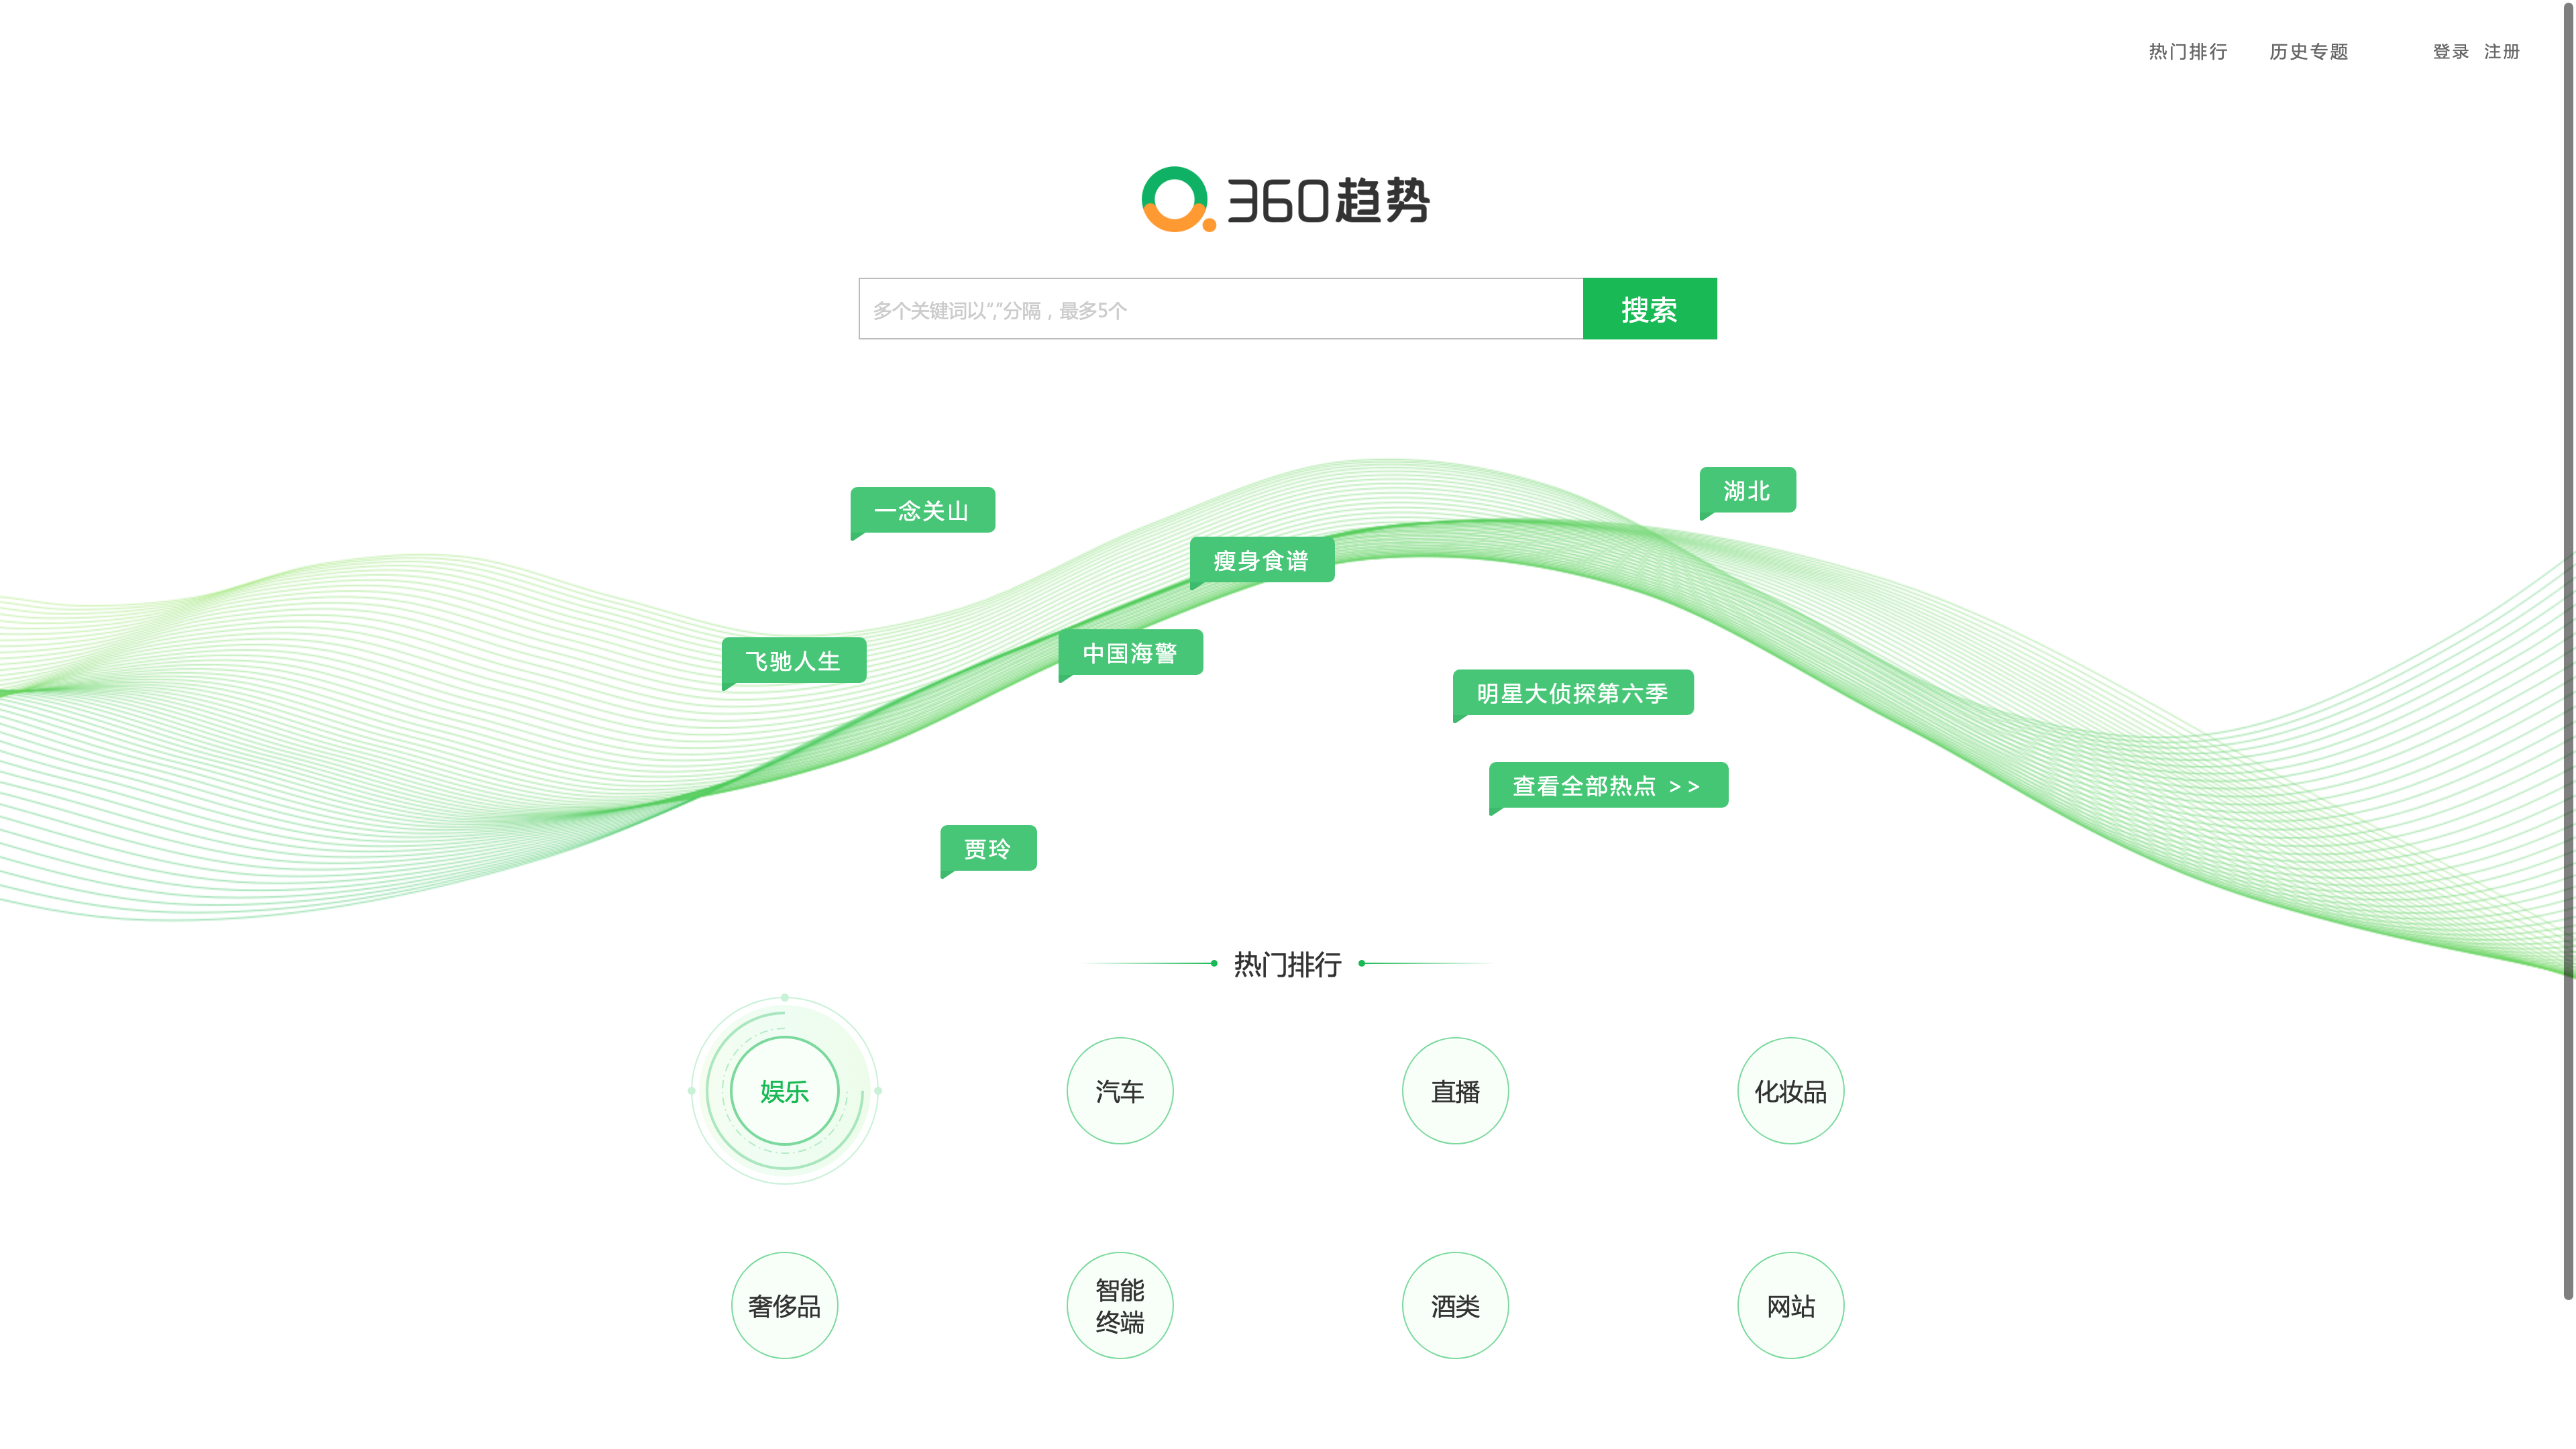 热门排行 历史专题 登录 注册
360趋势
多个关键词以“,”分隔，最多5个
搜索
湖北
一念关山
瘦身食谱
中国海警
飞驰人生
明星大侦探第六季
查看全部热点 >>
贾玲
热门排行
娱乐 汽车 直播 化妆品
奢侈品
智能
终端
酒类
网站